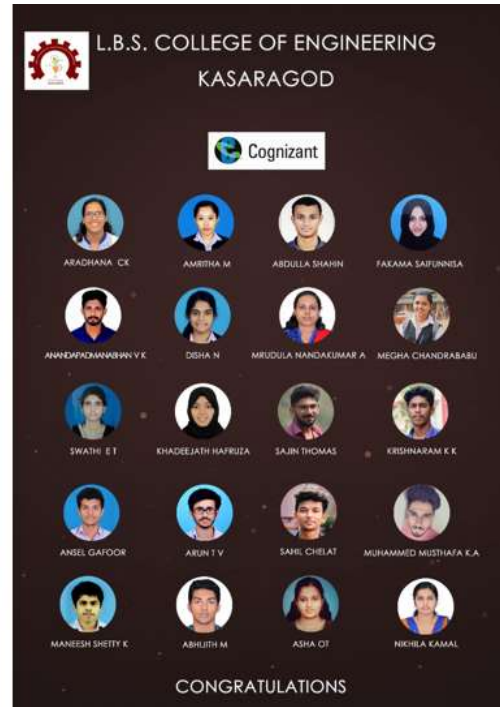 L.B.S. COLLEGE OF ENGINEERING
KASARAGOD
Cognizant
ARADHANA CK
AMRITHA M
ABDULLA SHAHIN
FAKAMA SAIFUNNISA
ANANDAPADMANABHAN V K
DISHA N
MRUDULA NANDAKUMAR A
MEGHA CHANDRABABU
SWATHI E T
KHADEEJATH HAFRUZA
SAJIN THOMAS
KRISHNARAM K K
ANSEL GAFOOR
ARUN T V
SAHIL CHELAT
MUHAMMED MUSTHAFA K.A
MANEESH SHETTY K
ABHIJITH M
ASHA OT
NIKHILA KAMAL
CONGRATULATIONS